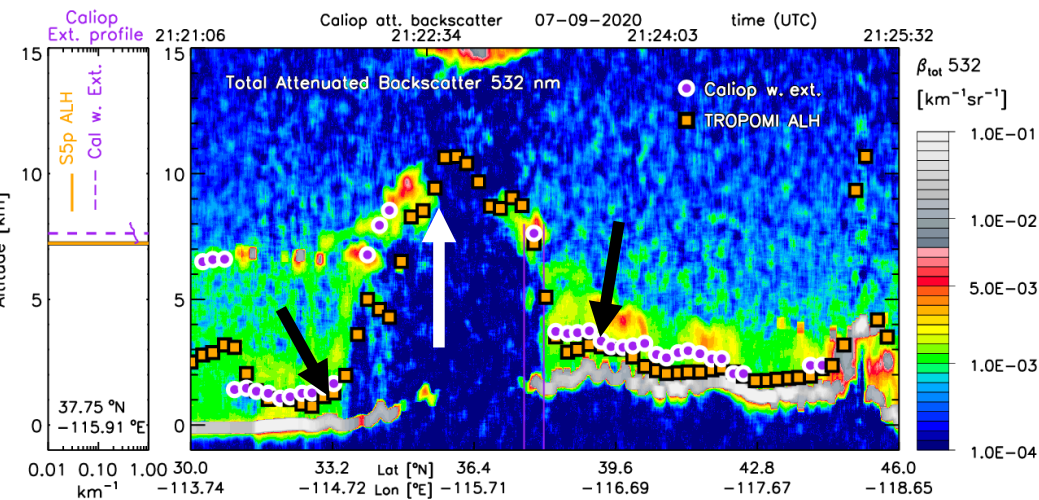 Caliop
Ext. profile
Caliop att. backscatter 07-09-2020 time (UTC)
21:21:06 21:22:34 21:24:03 21:25:32
15
10
5
0
S5p ALH
Cal w. Ext.
37.75 °N
-115.91 °E
0.01 0.10 1.00
km⁻¹
Altitude [km]
15
10
5
0
Total Attenuated Backscatter 532 nm
Caliop w. ext.
TROPOMI ALH
30.0 33.2 Lat [°N] 36.4 39.6 42.8 46.0
-113.74 -114.72 Lon [°E] -115.71 -116.69 -117.67 -118.65
βtot 532
[km⁻¹sr⁻¹]
1.0E-01
1.0E-02
5.0E-03
1.0E-03
1.0E-04